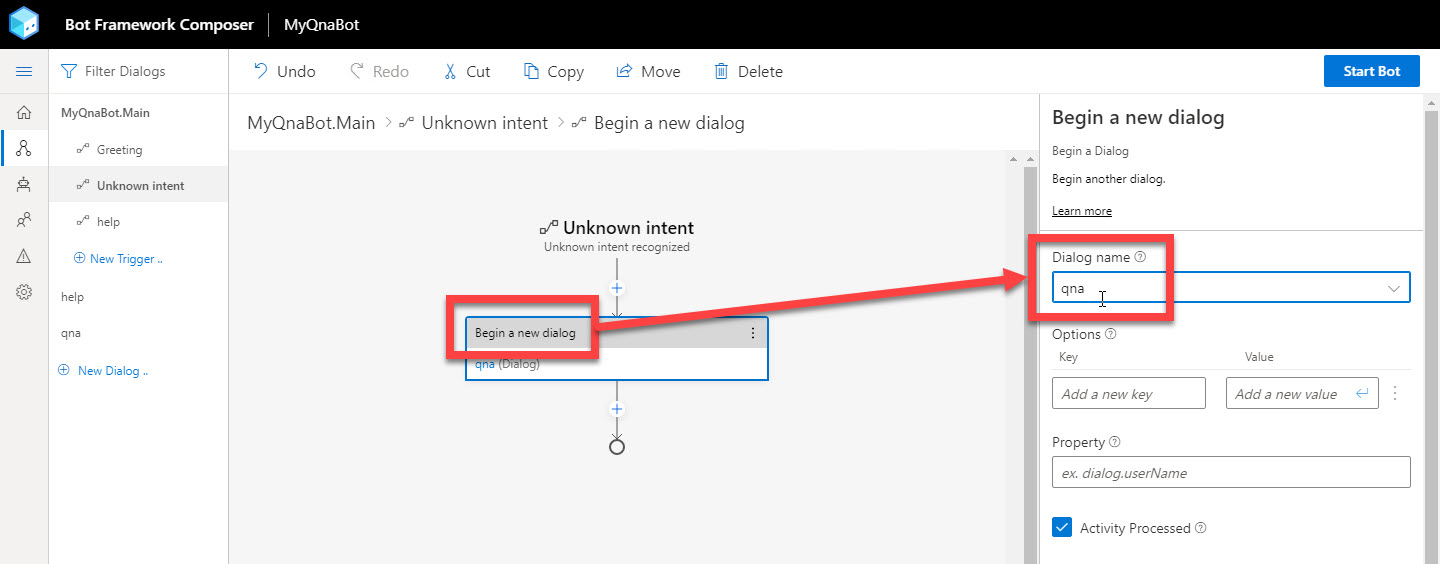 Bot Framework Composer MyQnaBot
Filter Dialogs
MyQnaBot.Main
Greeting
Unknown intent
help
New Trigger ..
help
qna
New Dialog ..
Undo Redo Cut Copy Move Delete Start Bot
MyQnaBot.Main > Unknown intent > Begin a new dialog
Unknown intent
Unknown intent recognized
Begin a new dialog
qna (Dialog)
Begin a new dialog
Begin a Dialog
Begin another dialog.
Learn more
Dialog name
qna
Options
Key Value
Add a new key Add a new value
Property
ex. dialog.userName
Activity Processed